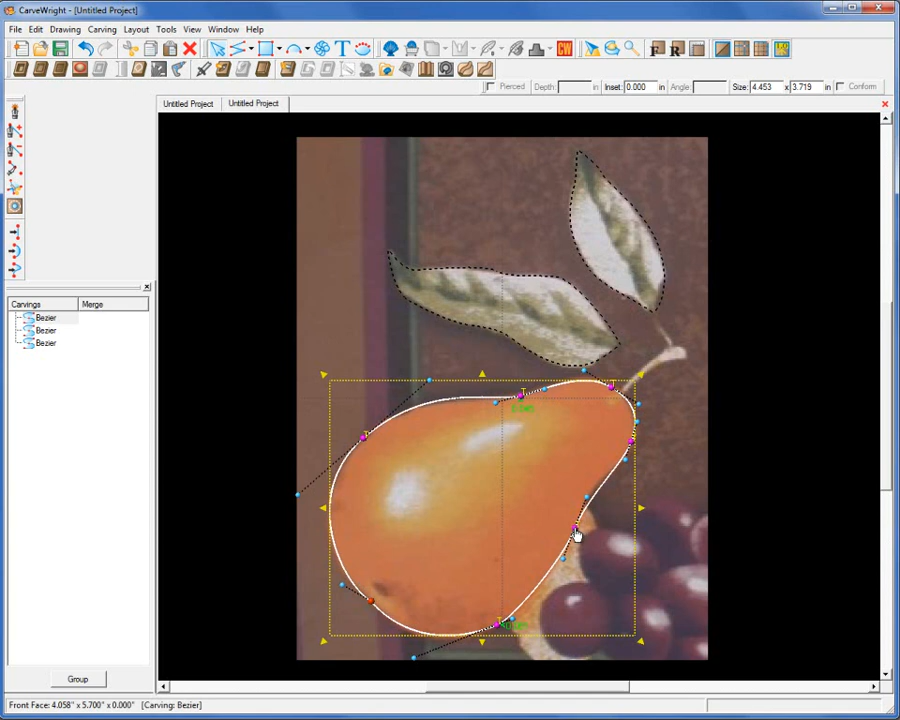 CarveWright - [Untitled Project]
File Edit Drawing Carving Layout Tools View Window Help
T
CW
F R
Pierced Depth: in Inset: 0.000 in Angle: Size: 4.453 x 3.719 in Conform
Untitled Project Untitled Project
Carvings Merge
Bezier
Bezier
Bezier
Group
Front Face: 4.058" x 5.700" x 0.000" [Carving: Bezier]